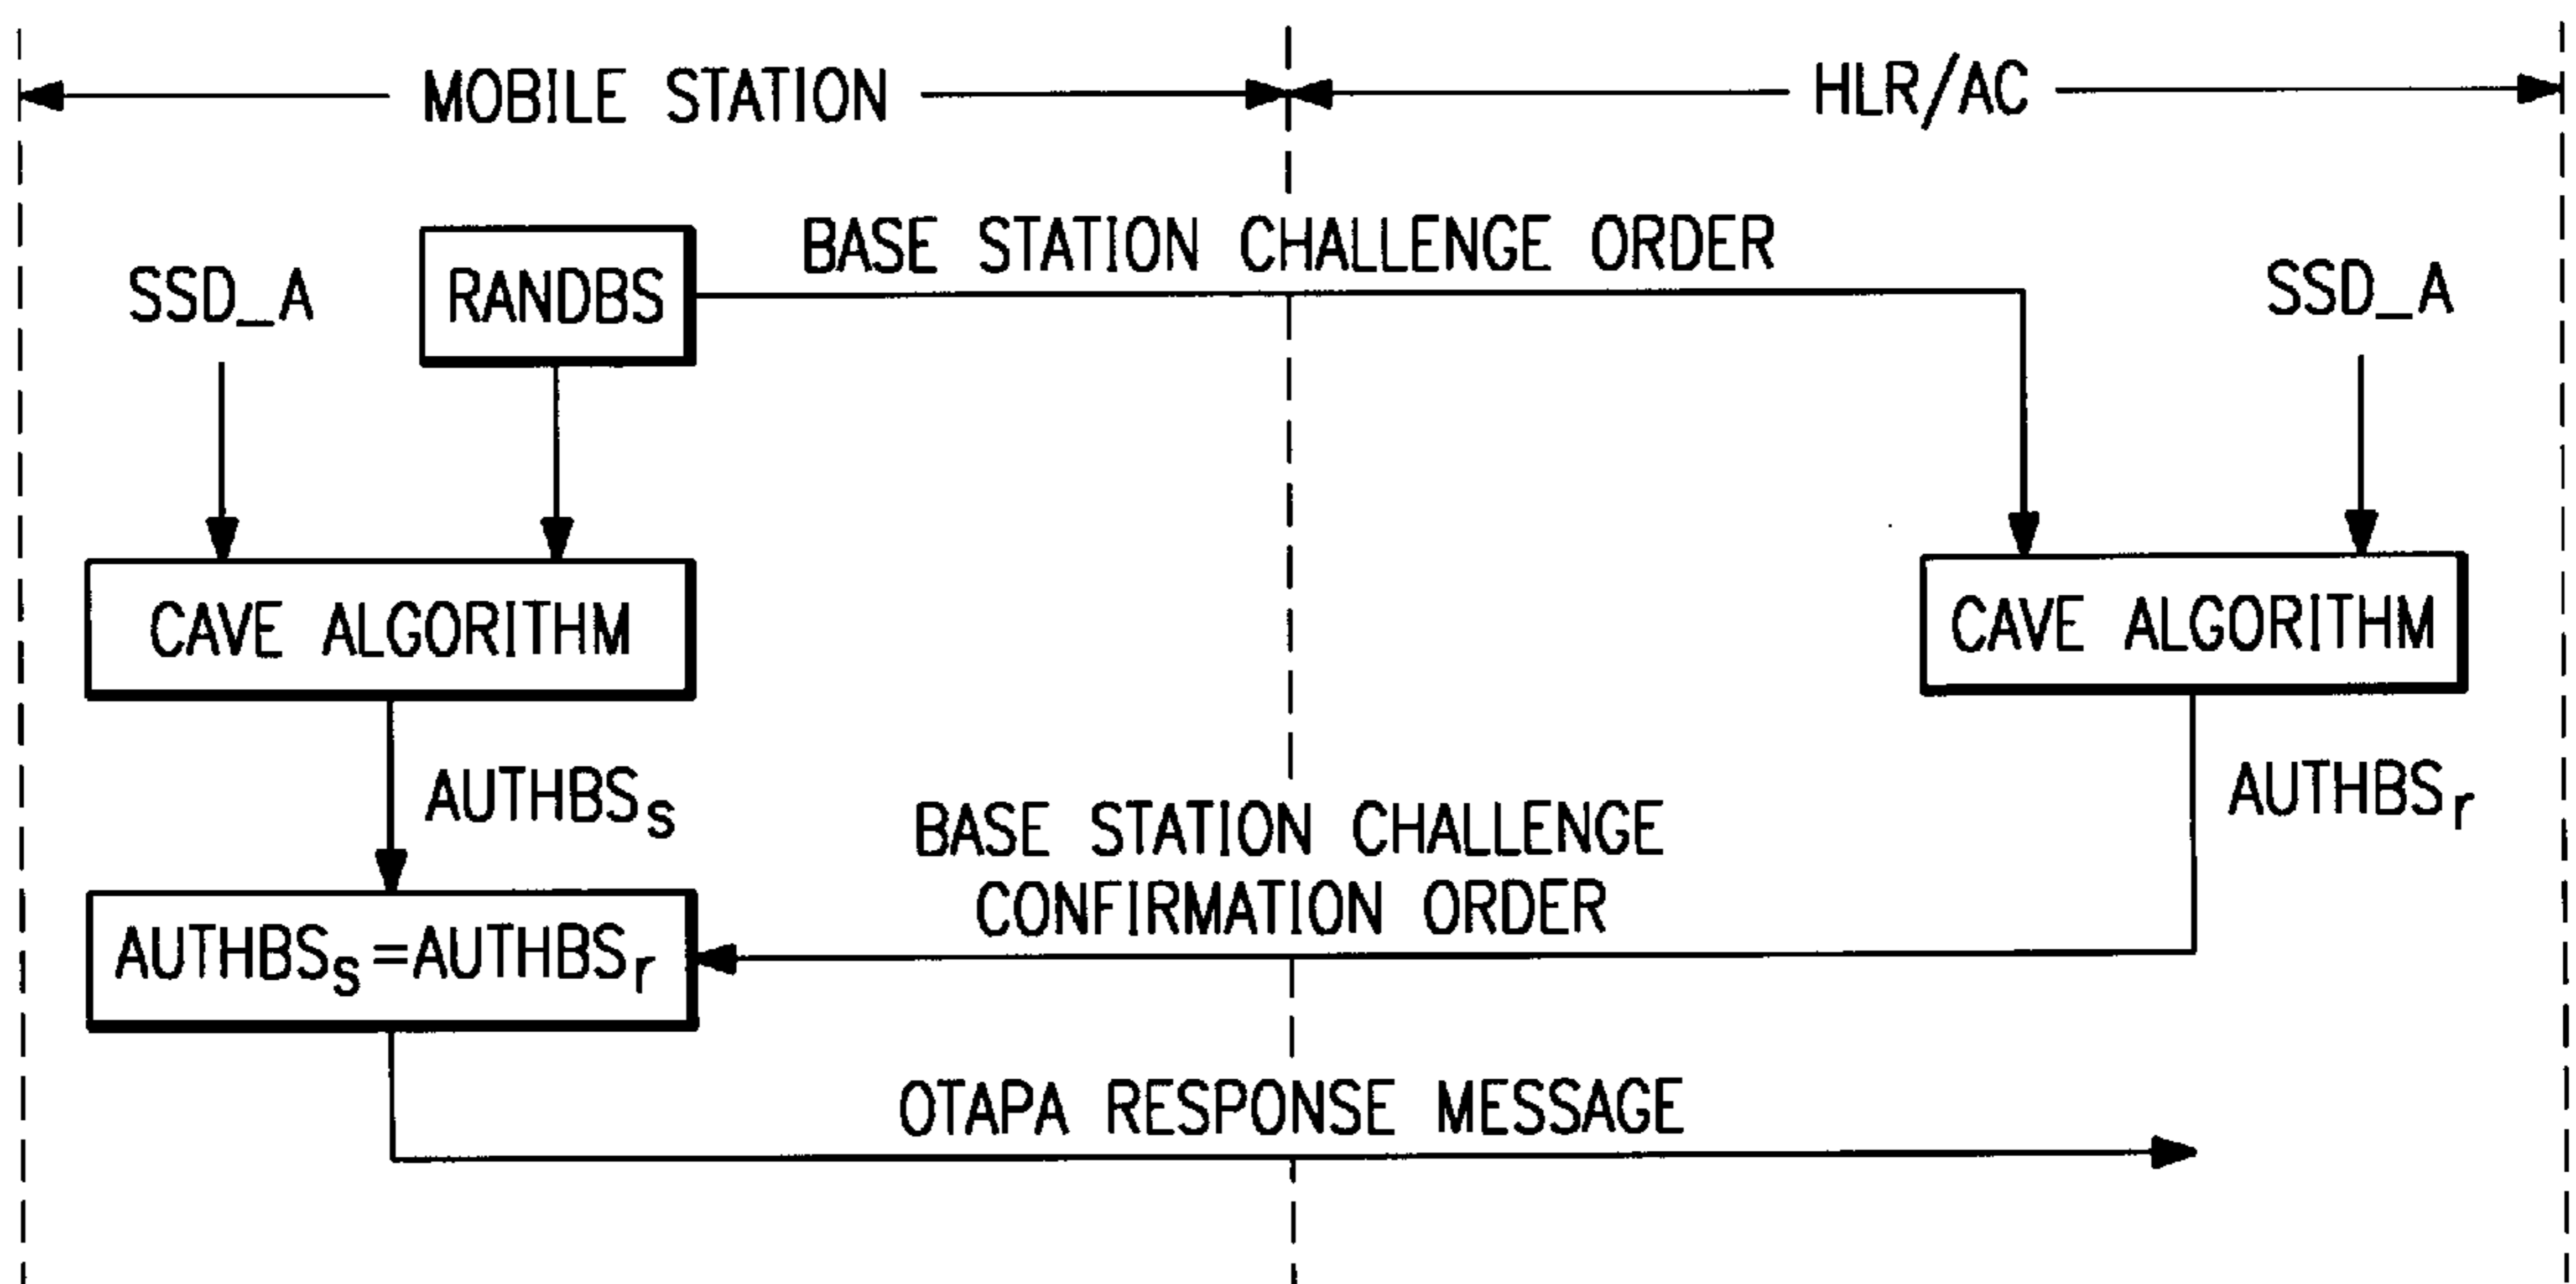 MOBILE STATION
HLR/AC
BASE STATION CHALLENGE ORDER
SSD_A
RANDBS
SSD_A
CAVE ALGORITHM
CAVE ALGORITHM
AUTHBSs
AUTHBSr
BASE STATION CHALLENGE
CONFIRMATION ORDER
AUTHBSs=AUTHBSr
OTAPA RESPONSE MESSAGE